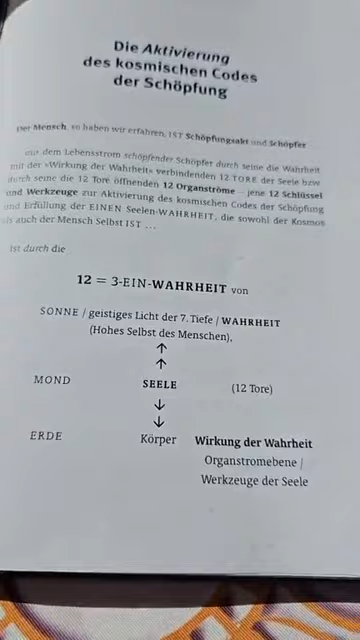 Die Aktivierung
des kosmischen Codes
der Schöpfung
Der Mensch, so haben wir erfahren, IST Schöpfungsakt und Schöpfer
aus dem Lebensstrom schöpfender Schöpfer durch seine die Wahrheit
mit der »Wirkung der Wahrheit« verbindenden 12 TORE der Seele bzw.
durch seine die 12 Tore öffnenden 12 Organströme – jene 12 Schlüssel
und Werkzeuge zur Aktivierung des kosmischen Codes der Schöpfung
und Erfüllung der EINEN Seelen-WAHRHEIT, die sowohl der Kosmos
als auch der Mensch Selbst IST ...
ist durch die
12 = 3-EIN-WAHRHEIT von
SONNE / geistiges Licht der 7. Tiefe / WAHRHEIT
(Hohes Selbst des Menschen),
↑
↑
MOND SEELE (12 Tore)
↓
↓
ERDE Körper Wirkung der Wahrheit
Organstromebene /
Werkzeuge der Seele